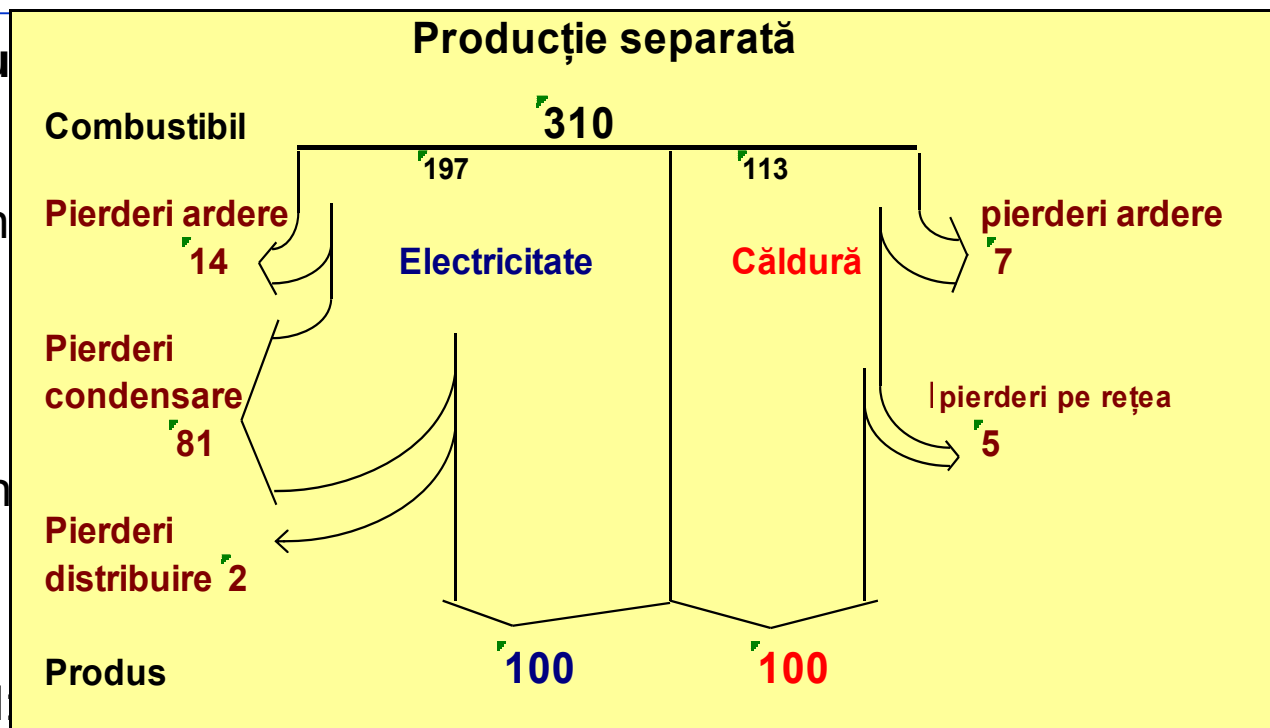 Producție separată
Combustibil 310
197 113
Pierderi ardere pierderi ardere
14 Electricitate Căldură 7
Pierderi
condensare pierderi pe rețea
81 5
Pierderi
distribuire 2
Produs 100 100